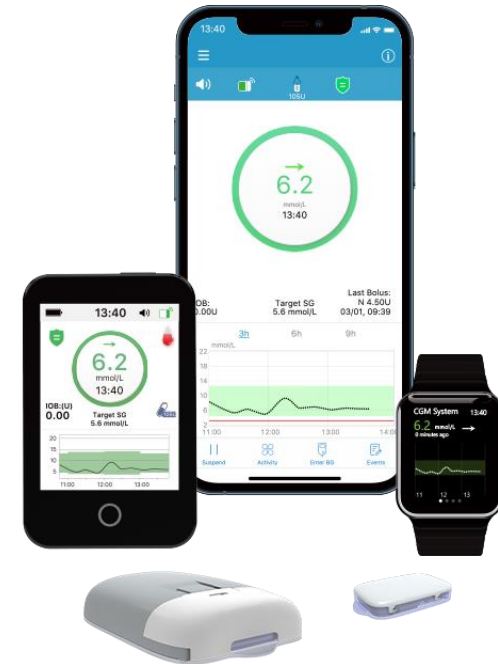 13:40
105U
6.2
mmol/L
13:40
IOB:
0.00U
Target SG
5.6 mmol/L
Last Bolus:
N 4.50U
03/01, 09:39
3h 6h 9h
mmol/L
22
18
14
10
6
2
11:00 12:00 13:00 14:00
Suspend Activity Enter BG Events
13:40
6.2
mmol/L
13:40
IOB:(U)
0.00
Target SG
5.6 mmol/L
20
15
10
5
11:00 12:00 13:00
CGM System 13:40
6.2 mmol/L
0 minutes ago
11 12 13